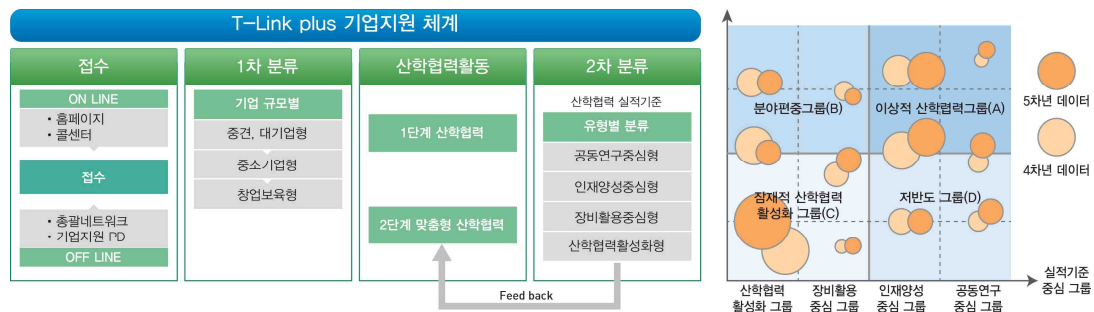 T-Link plus 기업지원 체계
접수
ON LINE
• 홈페이지
• 콜센터
접수
• 총괄네트워크
• 기업지원 PD
OFF LINE
1차 분류
기업 규모별
중견, 대기업형
중소기업형
창업보육형
산학협력활동
1단계 산학협력
2단계 맞춤형 산학협력
2차 분류
산학협력 실적기준
유형별 분류
공동연구중심형
인재양성중심형
장비활용중심형
산학협력활성화형
Feed back
분야편중그룹(B)
이상적 산학렵력그룹(A)
잠재적 산학협력
활성화 그룹(C)
저반도 그룹(D)
산학협력
활성화 그룹
장비활용
중심 그룹
인재양성
중심 그룹
공동연구
중심 그룹
실적기준
중심 그룹
5차년 데이터
4차년 데이터